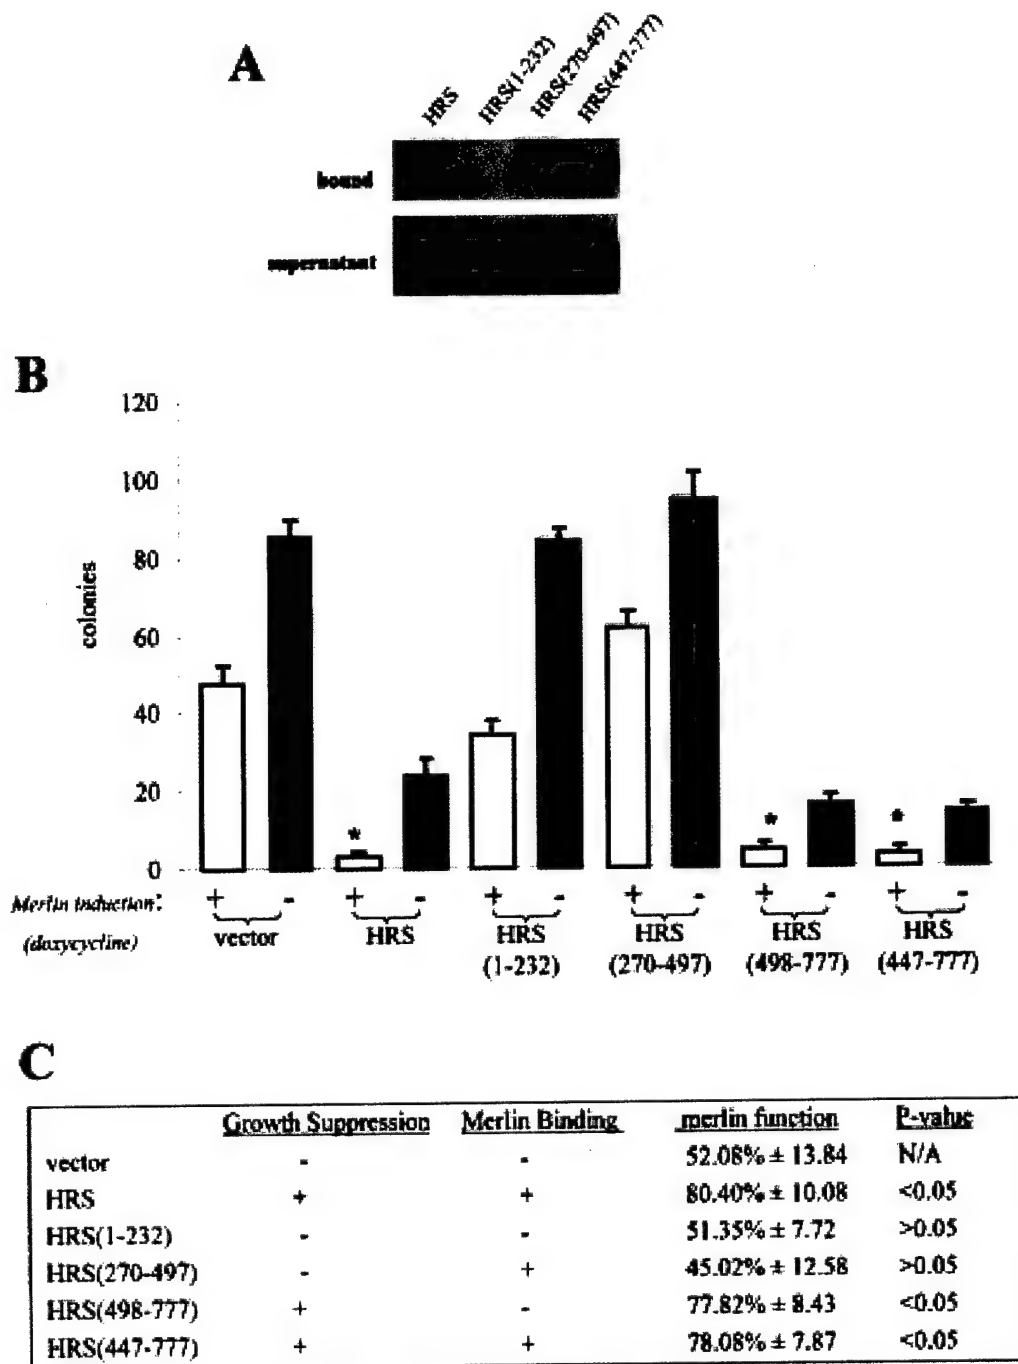 A
HRS HRS(1-232) HRS(270-497) HRS(447-777)
bound
supernatant
B
120
100
80
60
40
20
0
colonies
* * *
Merlin induction: + - + - + - + - + - + -
(doxycycline) vector HRS HRS HRS HRS HRS
(1-232) (270-497) (498-777) (447-777)
C
Growth Suppression Merlin Binding merlin function P-value
vector - - 52.08% ± 13.84 N/A
HRS + + 80.40% ± 10.08 <0.05
HRS(1-232) - - 51.35% ± 7.72 >0.05
HRS(270-497) - + 45.02% ± 12.58 >0.05
HRS(498-777) + - 77.82% ± 8.43 <0.05
HRS(447-777) + + 78.08% ± 7.87 <0.05